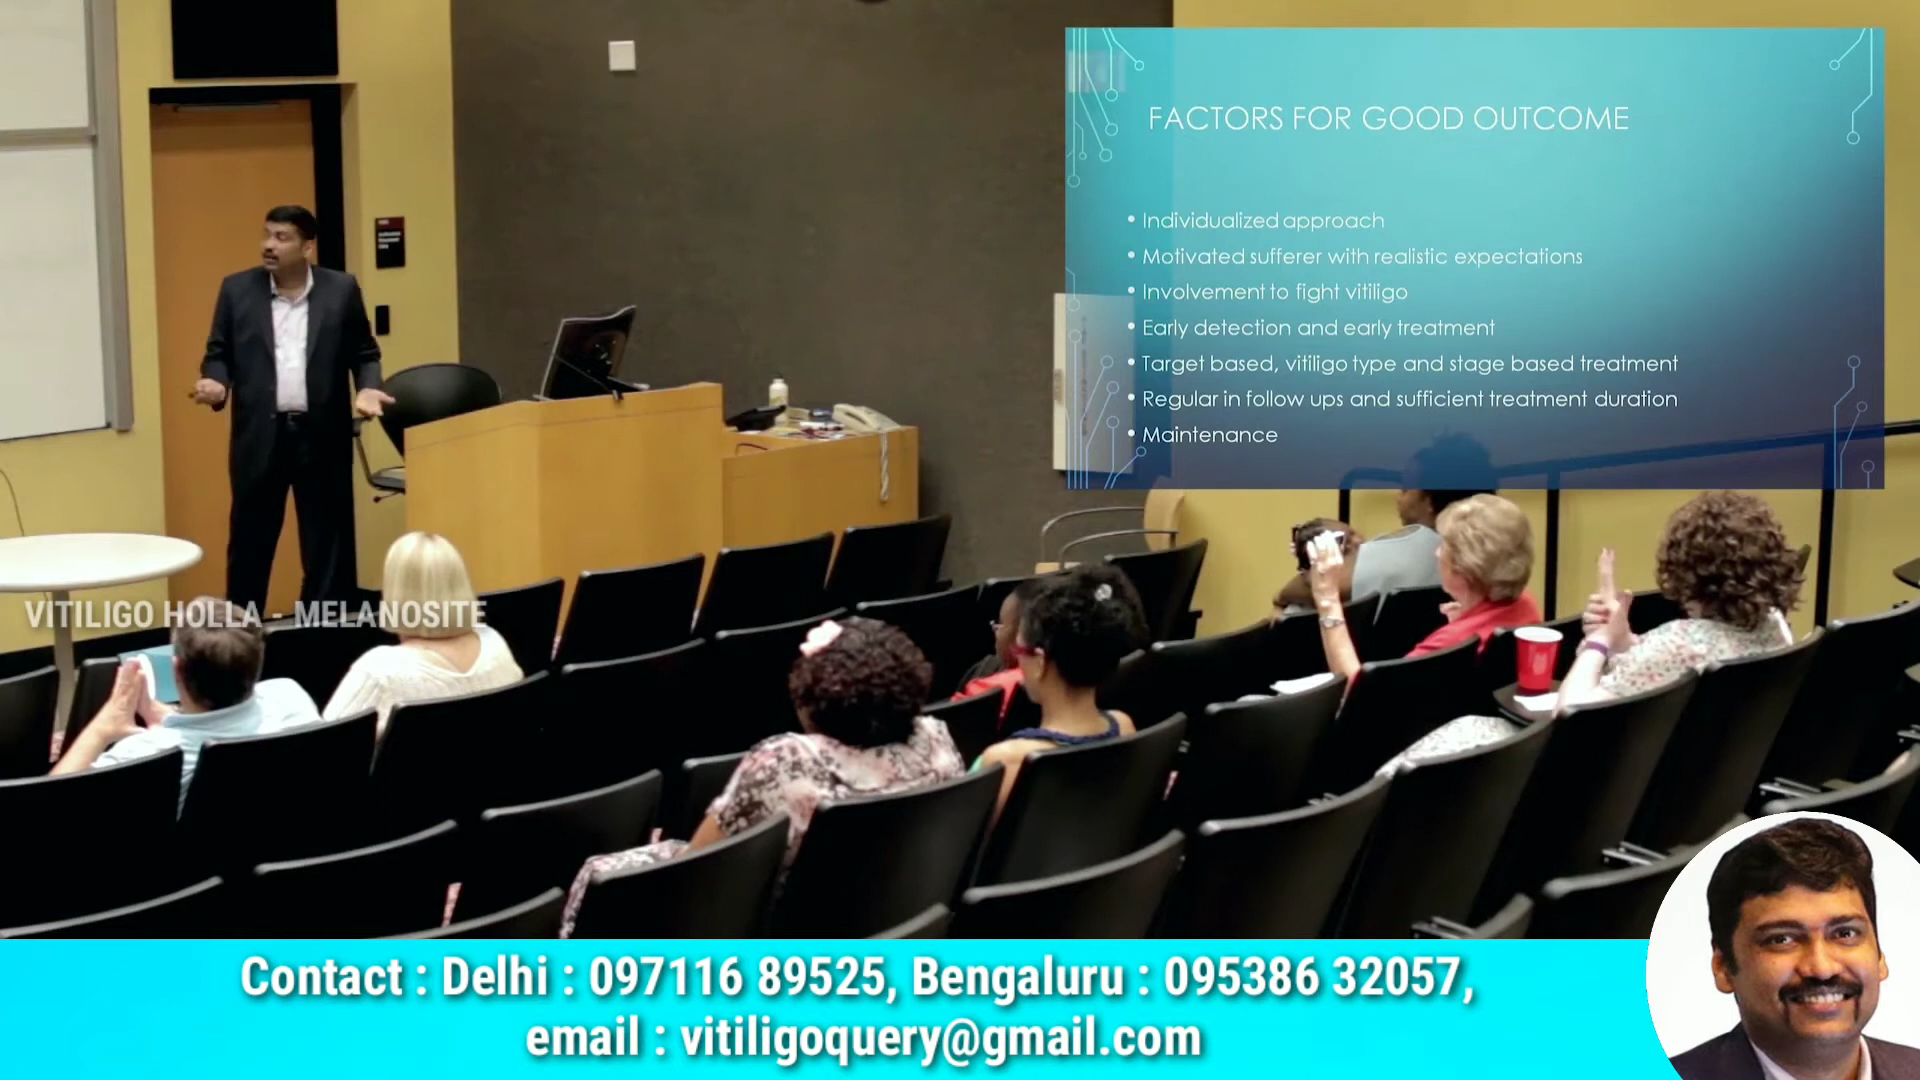 FACTORS FOR GOOD OUTCOME
• Individualized approach
• Motivated sufferer with realistic expectations
• Involvement to fight vitiligo
• Early detection and early treatment
• Target based, vitiligo type and stage based treatment
• Regular in follow ups and sufficient treatment duration
• Maintenance
VITILIGO HOLLA - MELANOSITE
Contact : Delhi : 097116 89525, Bengaluru : 095386 32057,
email : vitiligoquery@gmail.com